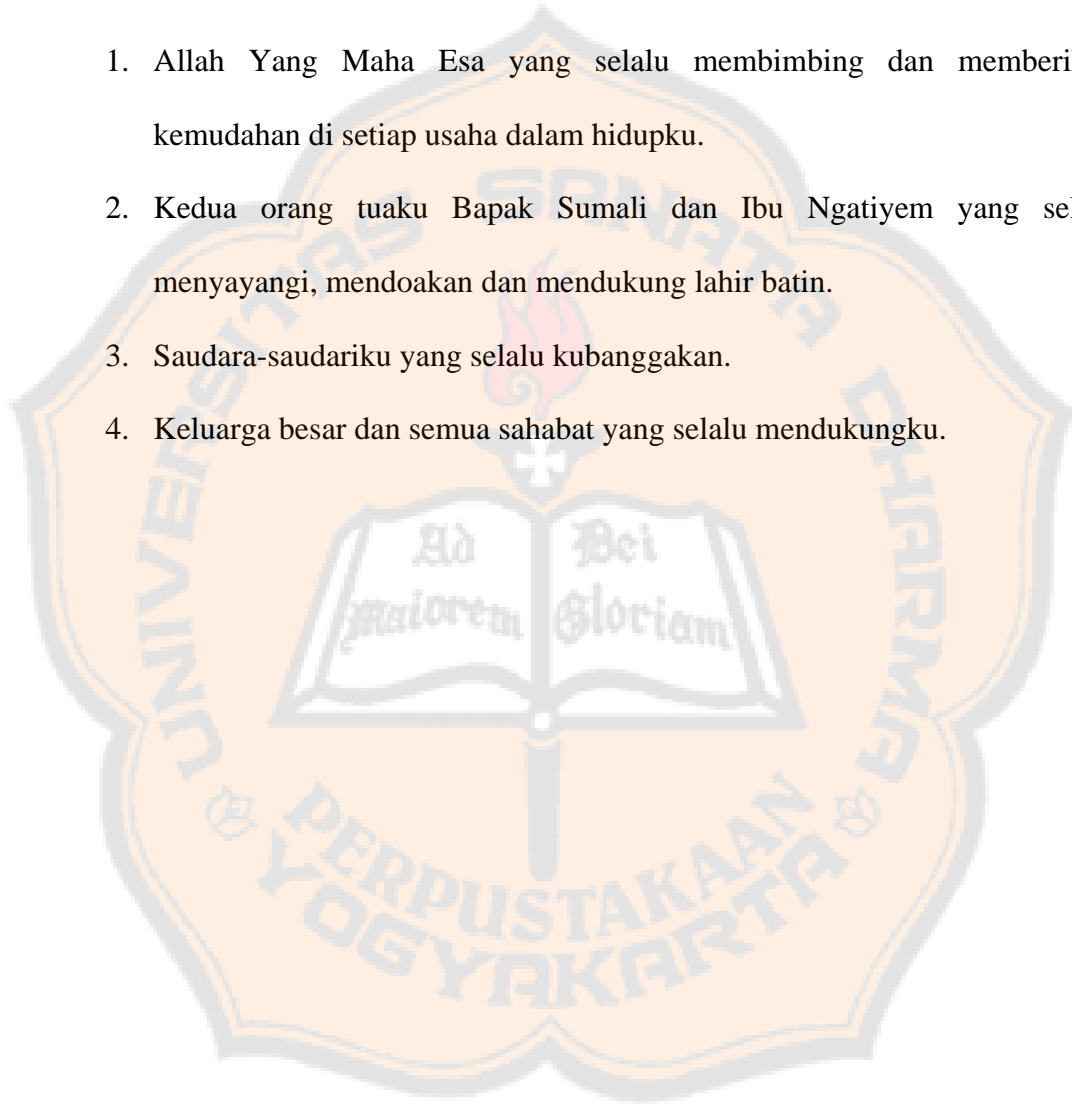 1. Allah Yang Maha Esa yang selalu membimbing dan memberi
kemudahan di setiap usaha dalam hidupku.
2. Kedua orang tuaku Bapak Sumali dan Ibu Ngatiyem yang sel
menyayangi, mendoakan dan mendukung lahir batin.
3. Saudara-saudariku yang selalu kubanggakan.
4. Keluarga besar dan semua sahabat yang selalu mendukungku.
UNIVERSITAS SANATA DHARMA
Ad Dei
Maiorem Gloriam
PERPUSTAKAAN
YOGYAKARTA